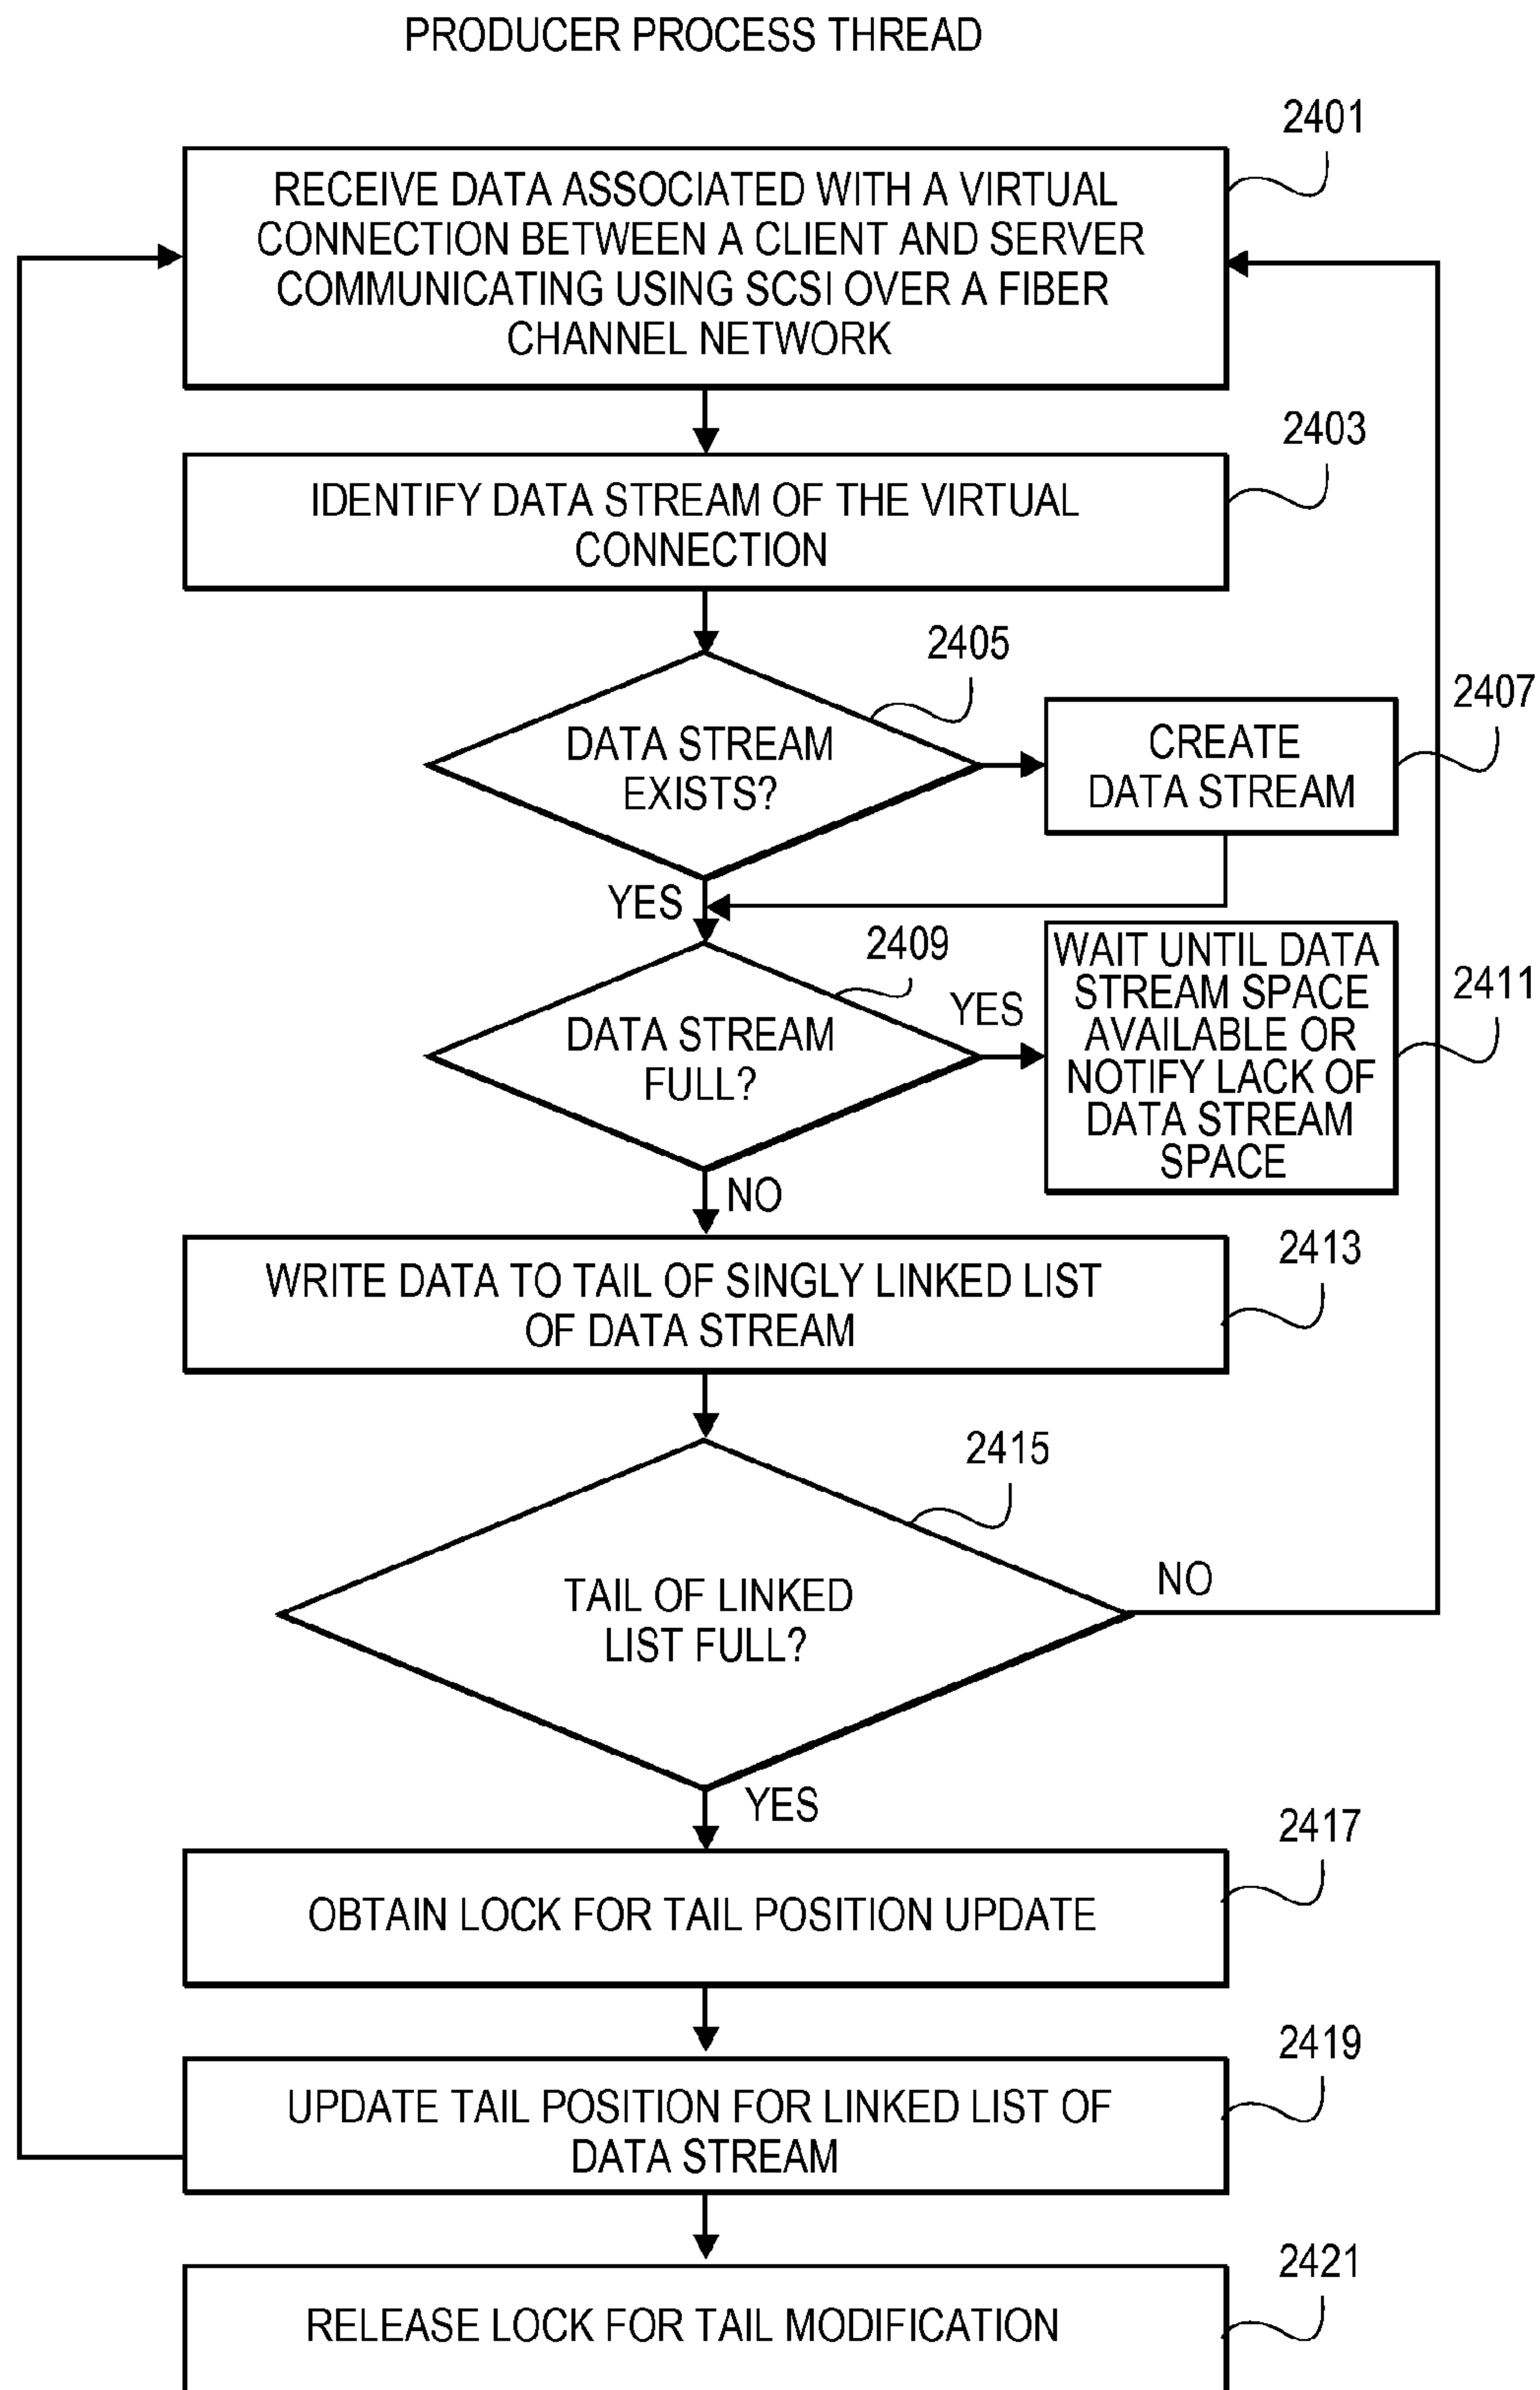 PRODUCER PROCESS THREAD
2401
RECEIVE DATA ASSOCIATED WITH A VIRTUAL
CONNECTION BETWEEN A CLIENT AND SERVER
COMMUNICATING USING SCSI OVER A FIBER
CHANNEL NETWORK
2403
IDENTIFY DATA STREAM OF THE VIRTUAL
CONNECTION
2405
DATA STREAM
EXISTS?
2407
CREATE
DATA STREAM
YES
2409
DATA STREAM
FULL?
YES
2411
WAIT UNTIL DATA
STREAM SPACE
AVAILABLE OR
NOTIFY LACK OF
DATA STREAM
SPACE
NO
2413
WRITE DATA TO TAIL OF SINGLY LINKED LIST
OF DATA STREAM
2415
TAIL OF LINKED
LIST FULL?
NO
YES
2417
OBTAIN LOCK FOR TAIL POSITION UPDATE
2419
UPDATE TAIL POSITION FOR LINKED LIST OF
DATA STREAM
2421
RELEASE LOCK FOR TAIL MODIFICATION